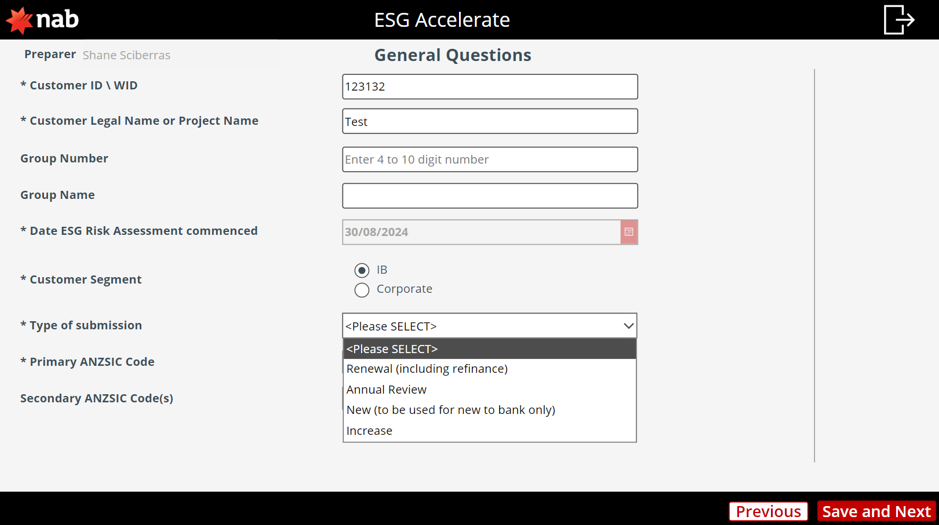 nab
ESG Accelerate
Preparer Shane Sciberras
General Questions
* Customer ID \ WID
123132
* Customer Legal Name or Project Name
Test
Group Number
Enter 4 to 10 digit number
Group Name
* Date ESG Risk Assessment commenced
30/08/2024
* Customer Segment
IB
Corporate
* Type of submission
<Please SELECT>
<Please SELECT>
* Primary ANZSIC Code
Renewal (including refinance)
Annual Review
Secondary ANZSIC Code(s)
New (to be used for new to bank only)
Increase
Previous
Save and Next